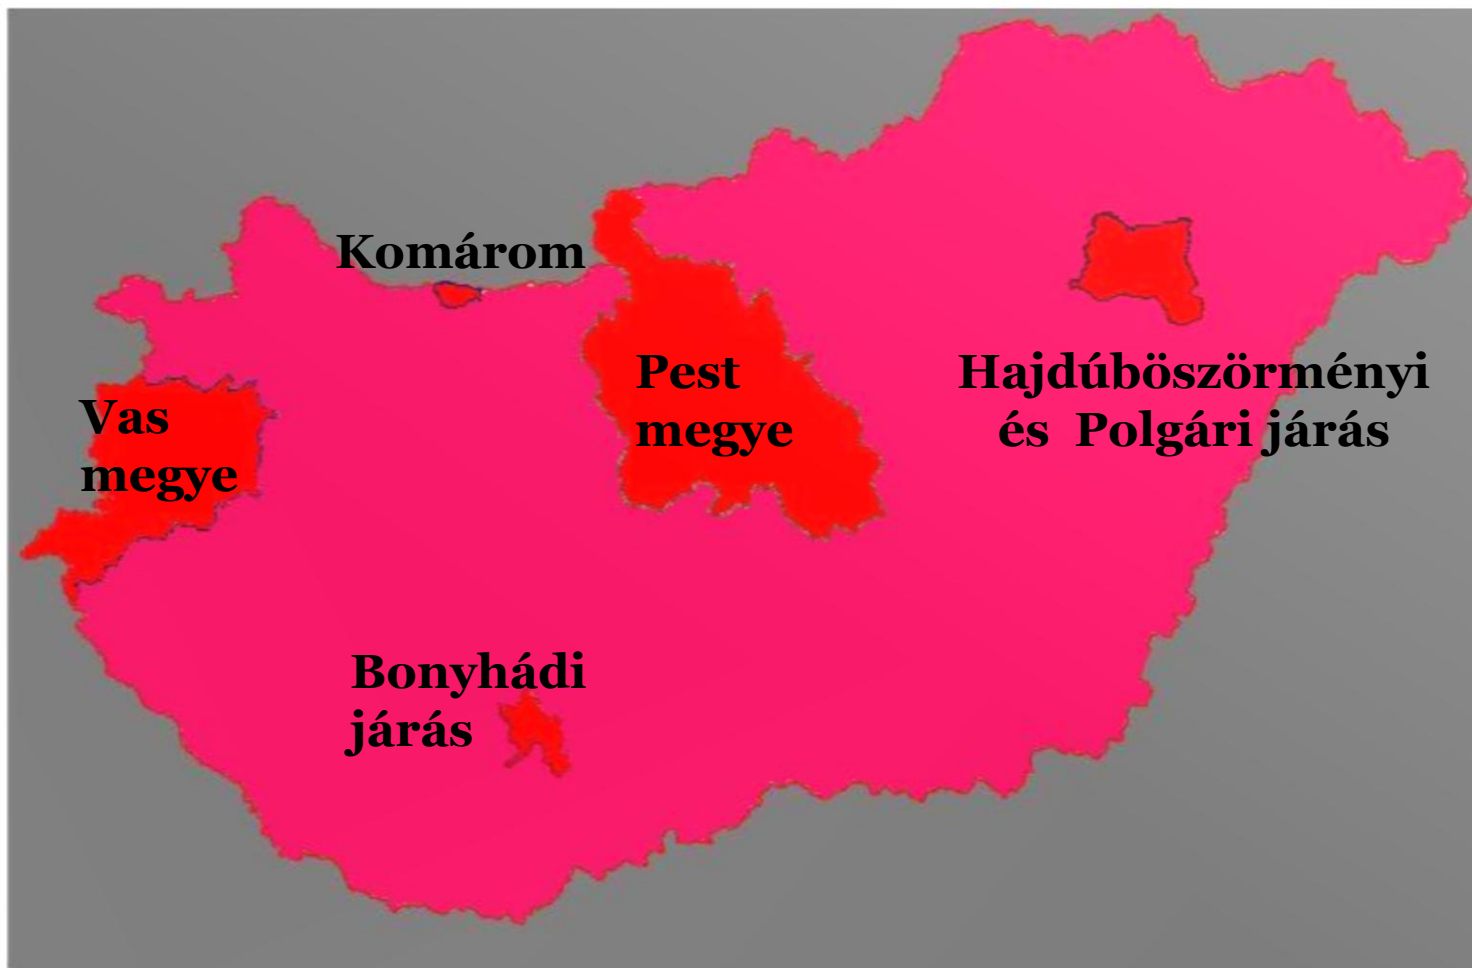 Komárom
Pest
megye
Hajdúböszörményi
és Polgári járás
Vas
megye
Bonyhádi
járás